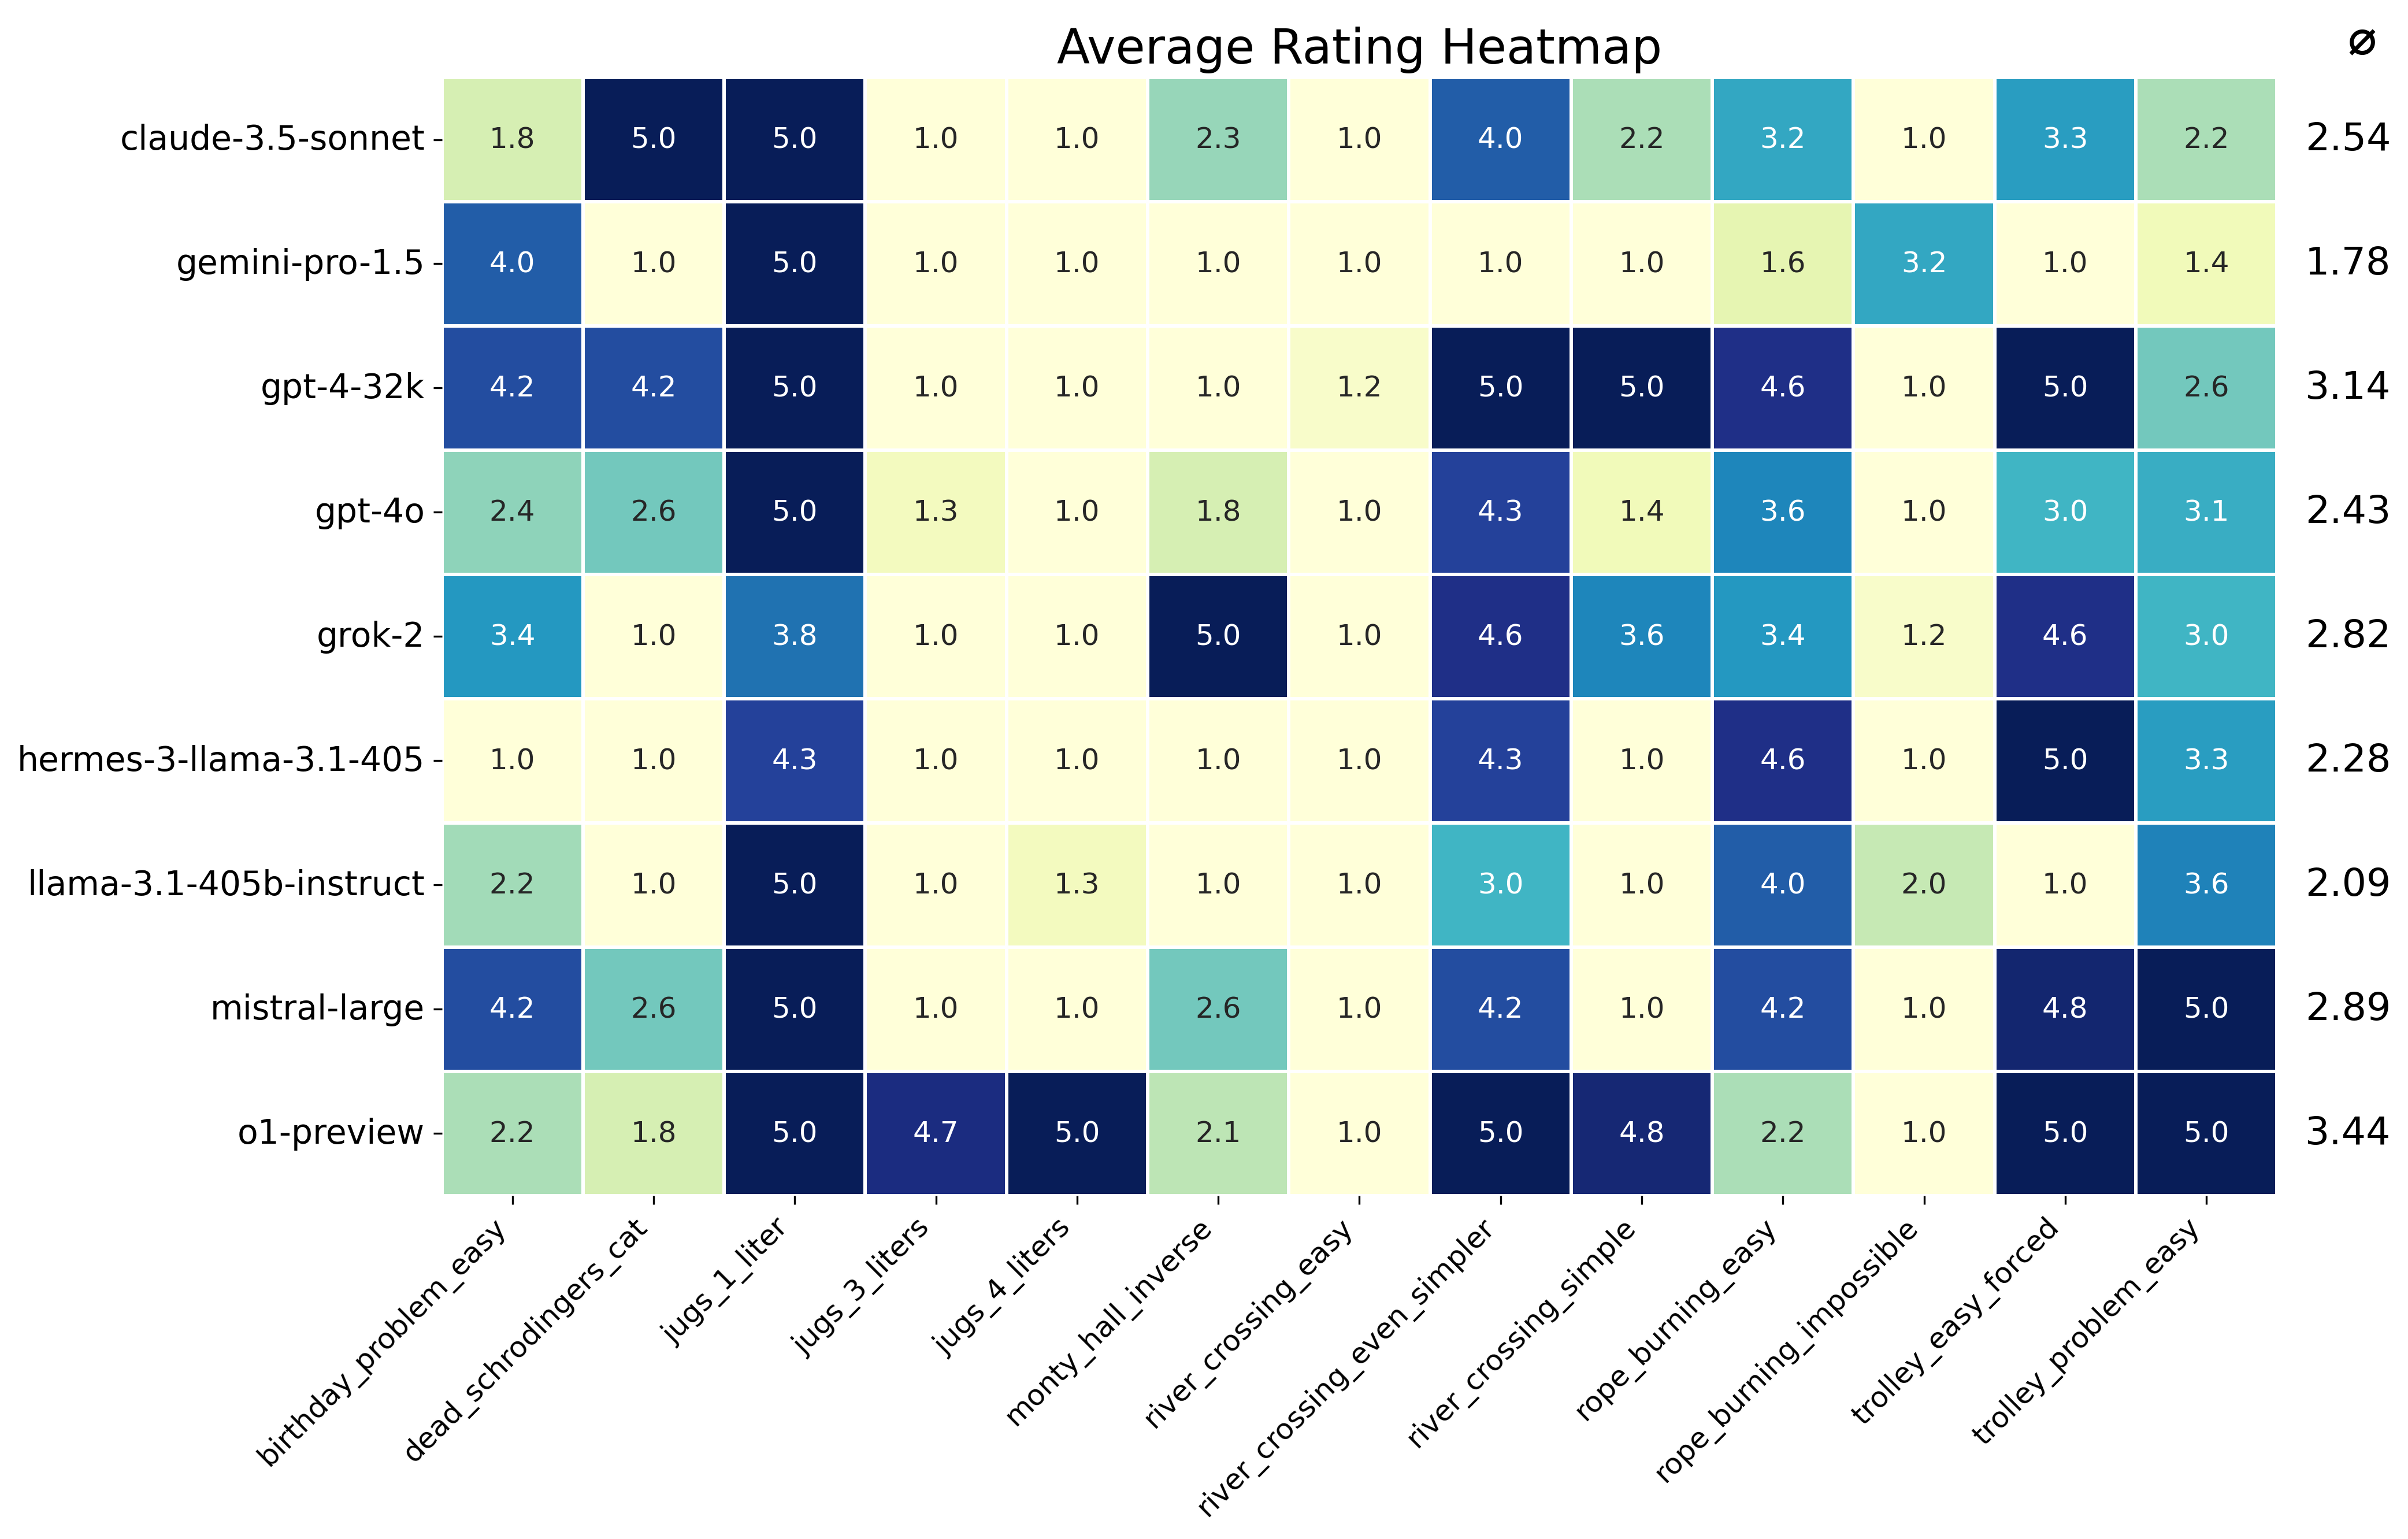 Average Rating Heatmap ⌀
claude-3.5-sonnet 1.8 5.0 5.0 1.0 1.0 2.3 1.0 4.0 2.2 3.2 1.0 3.3 2.2 2.54
gemini-pro-1.5 4.0 1.0 5.0 1.0 1.0 1.0 1.0 1.0 1.0 1.6 3.2 1.0 1.4 1.78
gpt-4-32k 4.2 4.2 5.0 1.0 1.0 1.0 1.2 5.0 5.0 4.6 1.0 5.0 2.6 3.14
gpt-4o 2.4 2.6 5.0 1.3 1.0 1.8 1.0 4.3 1.4 3.6 1.0 3.0 3.1 2.43
grok-2 3.4 1.0 3.8 1.0 1.0 5.0 1.0 4.6 3.6 3.4 1.2 4.6 3.0 2.82
hermes-3-llama-3.1-405 1.0 1.0 4.3 1.0 1.0 1.0 1.0 4.3 1.0 4.6 1.0 5.0 3.3 2.28
llama-3.1-405b-instruct 2.2 1.0 5.0 1.0 1.3 1.0 1.0 3.0 1.0 4.0 2.0 1.0 3.6 2.09
mistral-large 4.2 2.6 5.0 1.0 1.0 2.6 1.0 4.2 1.0 4.2 1.0 4.8 5.0 2.89
o1-preview 2.2 1.8 5.0 4.7 5.0 2.1 1.0 5.0 4.8 2.2 1.0 5.0 5.0 3.44
birthday_problem_easy
dead_schrodingers_cat
jugs_1_liter
jugs_3_liters
jugs_4_liters
monty_hall_inverse
river_crossing_easy
river_crossing_even_simpler
river_crossing_simple
rope_burning_easy
rope_burning_impossible
trolley_easy_forced
trolley_problem_easy